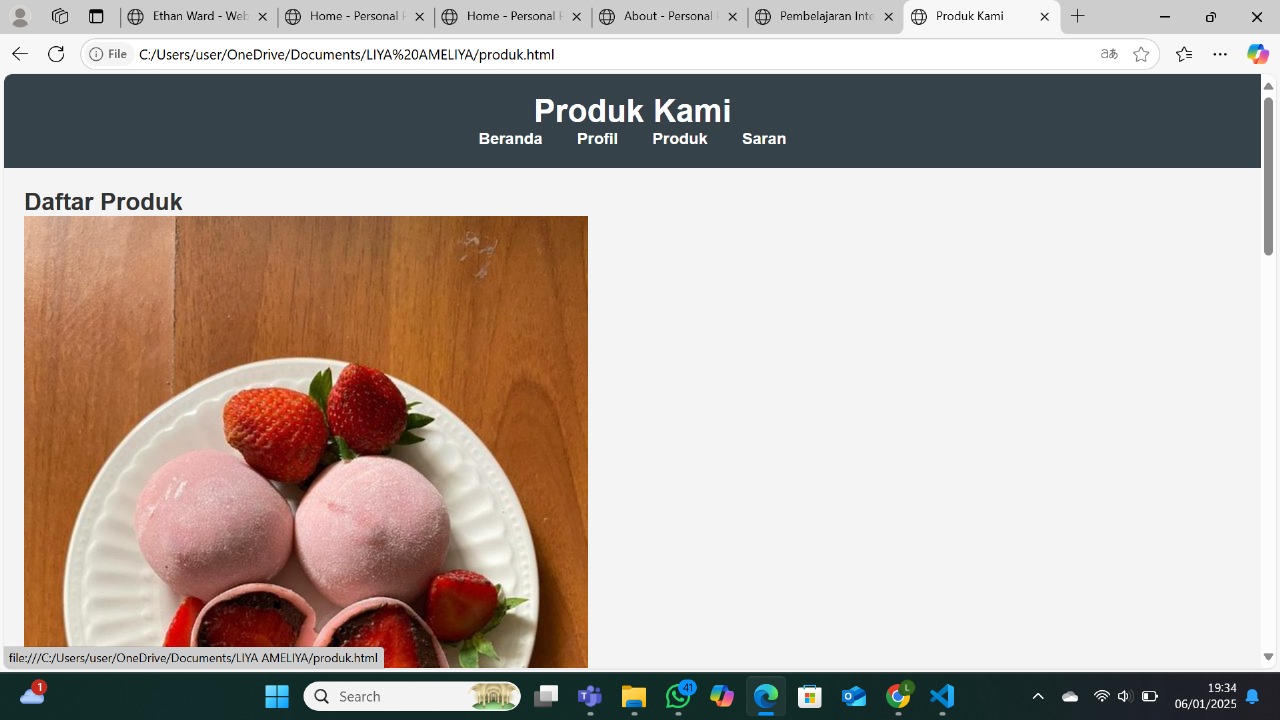 Ethan Ward - Web
Home - Personal P
Home - Personal P
About - Personal P
Pembelajaran Inte
Produk Kami
File
C:/Users/user/OneDrive/Documents/LIYA%20AMELIYA/produk.html
Produk Kami
Beranda Profil Produk Saran
Daftar Produk
file:///C:/Users/user/OneDrive/Documents/LIYA AMELIYA/produk.html
1
Search
41
L
19:34
06/01/2025